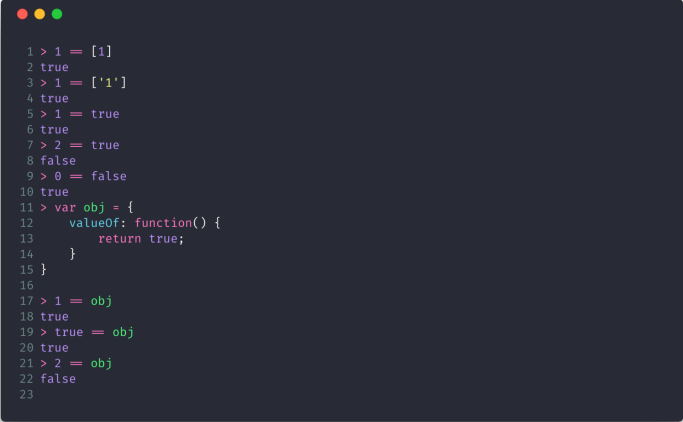 1 > 1 == [1]
2 true
3 > 1 == ['1']
4 true
5 > 1 == true
6 true
7 > 2 == true
8 false
9 > 0 == false
10 true
11 > var obj = {
12     valueOf: function() {
13         return true;
14     }
15 }
16
17 > 1 == obj
18 true
19 > true == obj
20 true
21 > 2 == obj
22 false
23